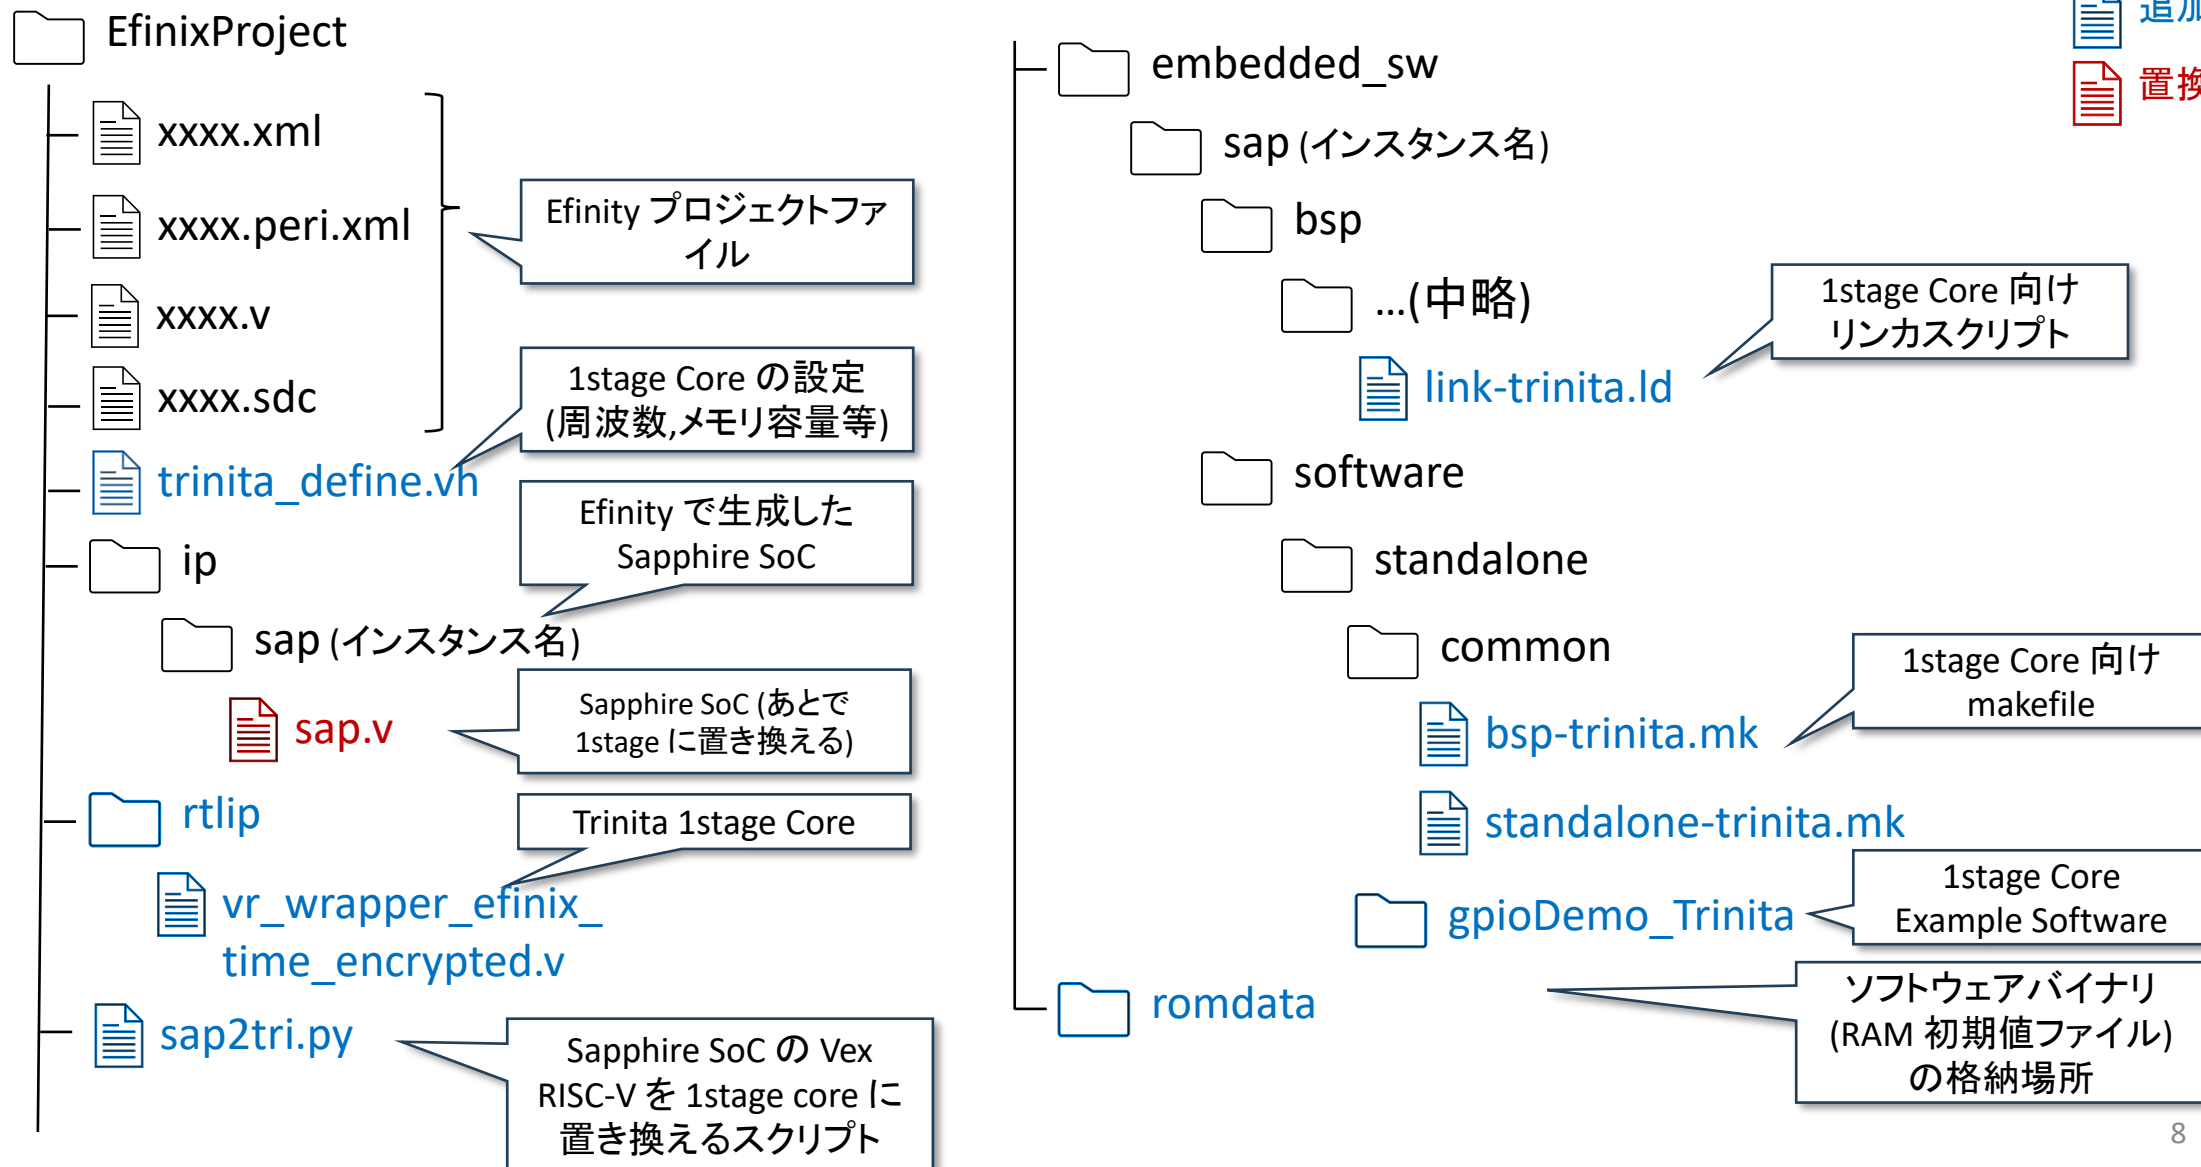 EfinixProject
xxxx.xml
xxxx.peri.xml
xxxx.v
xxxx.sdc
Efinity プロジェクトファ
イル
1stage Core の設定
(周波数,メモリ容量等)
trinita_define.vh
Efinity で生成した
Sapphire SoC
ip
sap (インスタンス名)
Sapphire SoC (あとで
1stage に置き換える)
sap.v
rtlip
Trinita 1stage Core
vr_wrapper_efinix_
time_encrypted.v
sap2tri.py
Sapphire SoC の Vex
RISC-V を 1stage core に
置き換えるスクリプト
embedded_sw
sap (インスタンス名)
bsp
...(中略)
1stage Core 向け
リンカスクリプト
link-trinita.ld
software
standalone
common
1stage Core 向け
makefile
bsp-trinita.mk
standalone-trinita.mk
1stage Core
Example Software
gpioDemo_Trinita
romdata
ソフトウェアバイナリ
(RAM 初期値ファイル)
の格納場所
追加
置換
8